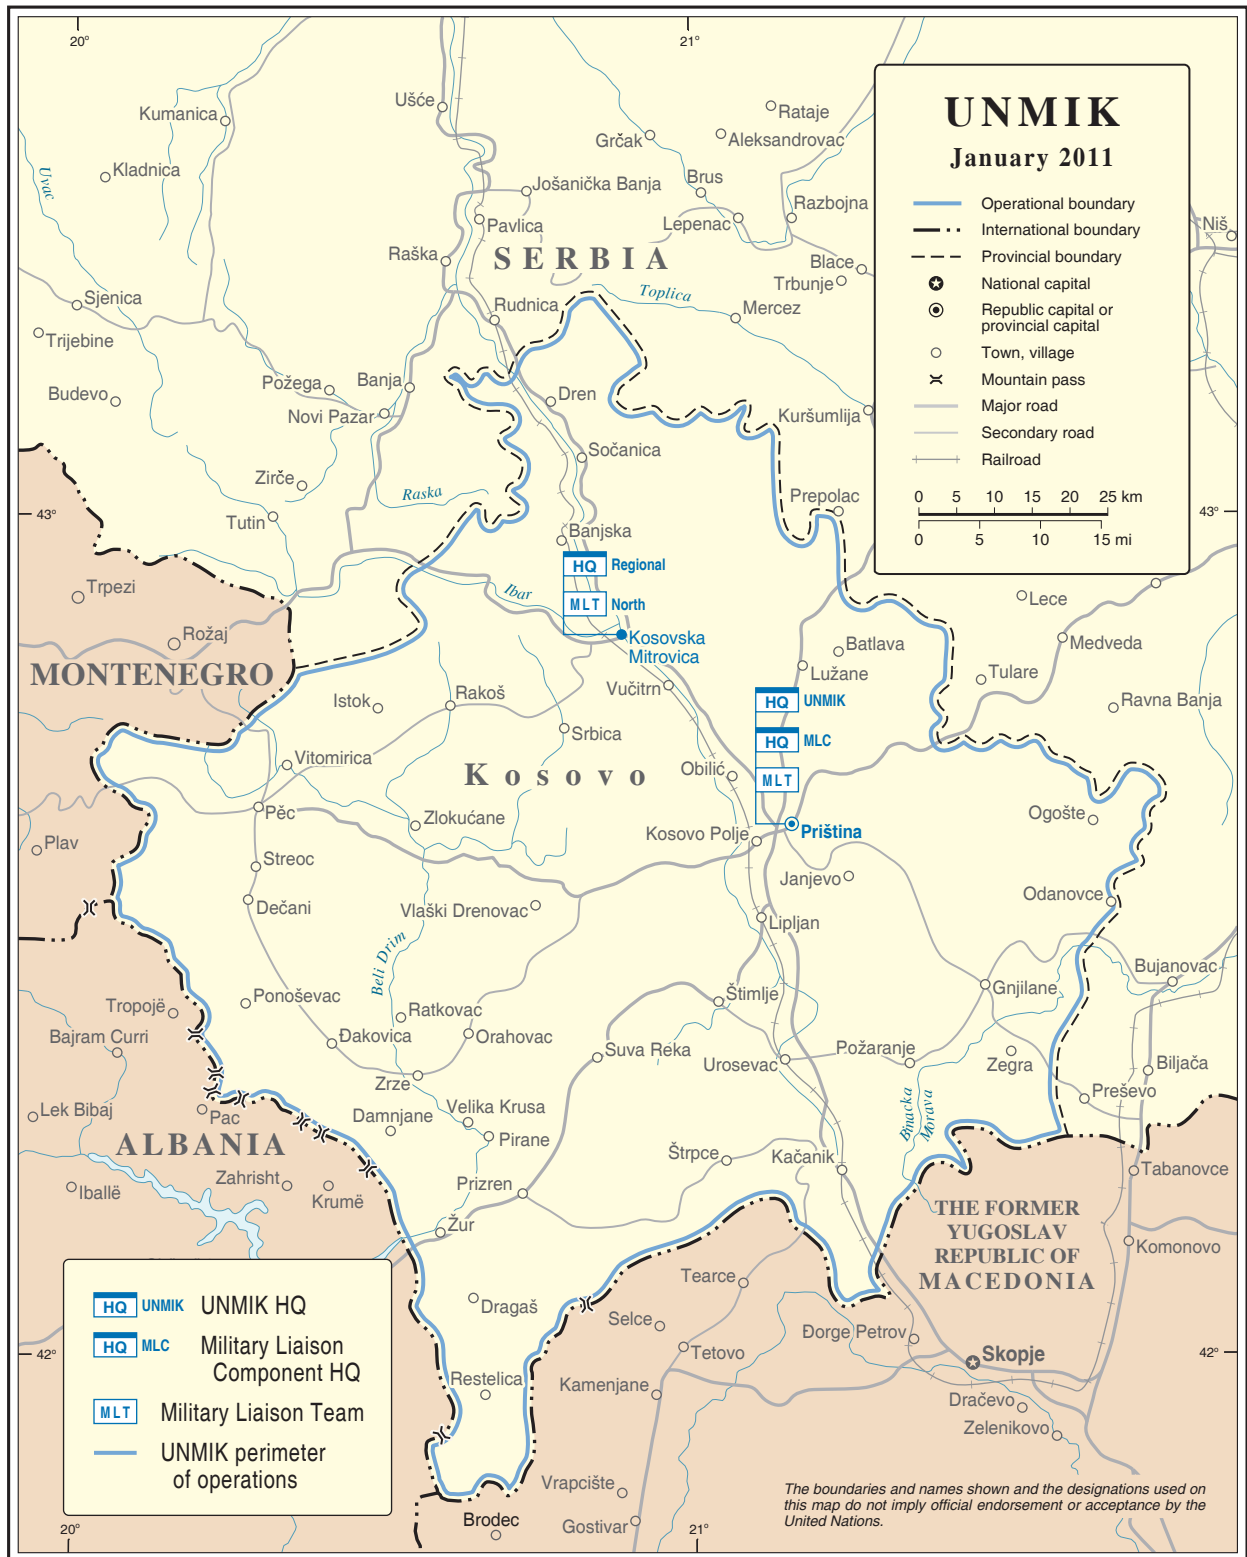 20°
21°
UNMIK
January 2011
Operational boundary
International boundary
Provincial boundary
National capital
Republic capital or
provincial capital
Town, village
Mountain pass
Major road
Secondary road
Railroad
0 5 10 15 20 25 km
0 5 10 15 mi
Ušće
Kumanica
Kladnica
Uvac
Rataje
Grčak
Aleksandrovac
Jošanička Banja
Brus
Pavlica
Lepenac
Razbojna
Niš
Raška
SERBIA
Blace
Trbunje
Toplica
Sjenica
Rudnica
Mercez
Trijebine
Požega
Banja
Budevo
Dren
Novi Pazar
Kuršumlija
Sočanica
Zirče
Raska
Prepolac
43°
43°
Tutin
Banjska
HQ Regional
Trpezi
Ibar
MLT North
Lece
Rožaj
Kosovska
Mitrovica
Batlava
Medveda
MONTENEGRO
Lužane
Tulare
Vučitrn
Istok
Rakoš
HQ UNMIK
Ravna Banja
Srbica
HQ MLC
Vitomirica
Kosovo
Obilić
MLT
Pěc
Zlokućane
Ogošte
Kosovo Polje
Priština
Plav
Streoc
Janjevo
Odanovce
Dečani
Vlaški Drenovac
Lipljan
Beli Drim
Bujanovac
Gnjilane
Ponoševac
Štimlje
Tropojë
Ratkovac
Bajram Curri
Đakovica
Orahovac
Požaranje
Suva Reka
Urosevac
Zegra
Biljača
Zrze
Preševo
Lek Bibaj
Pac
Damnjane
Velika Krusa
Binacka
Morava
ALBANIA
Pirane
Štrpce
Kačanik
Tabanovce
Iballë
Zahrisht
Krumë
Prizren
THE FORMER
YUGOSLAV
REPUBLIC OF
MACEDONIA
Žur
Komonovo
Tearce
HQ UNMIK UNMIK HQ
Dragaš
Selce
HQ MLC Military Liaison
Component HQ
Đorge Petrov
42°
42°
Tetovo
Skopje
Restelica
Kamenjane
MLT Military Liaison Team
Dračevo
Zelenikovo
UNMIK perimeter
of operations
Vrapcište
The boundaries and names shown and the designations used on
this map do not imply official endorsement or acceptance by the
United Nations.
Brodec
Gostivar
20°
21°